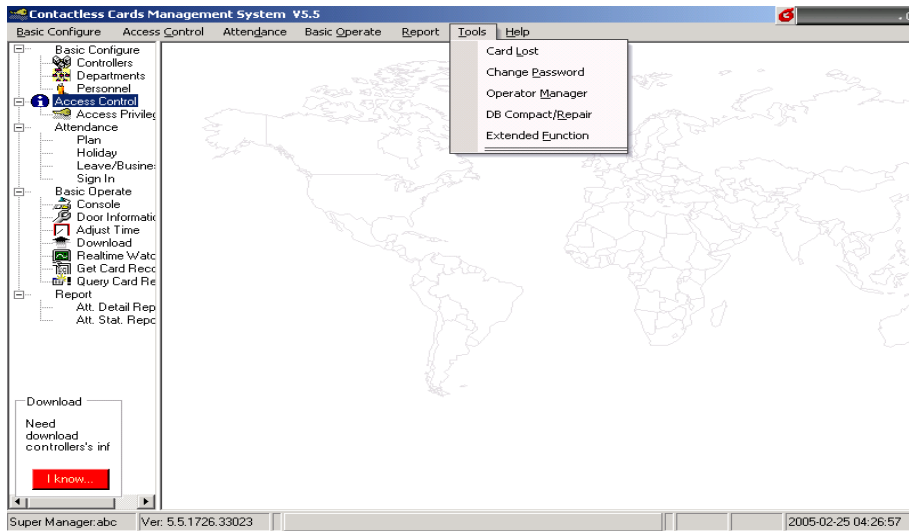 Contactless Cards Management System V5.5
Basic Configure Access Control Attendance Basic Operate Report Tools Help
Card Lost
Change Password
Operator Manager
DB Compact/Repair
Extended Function
Basic Configure
Controllers
Departments
Personnel
Access Control
Access Privileg
Attendance
Plan
Holiday
Leave/Busines
Sign In
Basic Operate
Console
Door Informatic
Adjust Time
Download
Realtime Watc
Get Card Reco
Query Card Re
Report
Att. Detail Rep
Att. Stat. Repo
Download
Need
download
controllers's inf
I know...
Super Manager:abc Ver: 5.5.1726.33023 2005-02-25 04:26:57